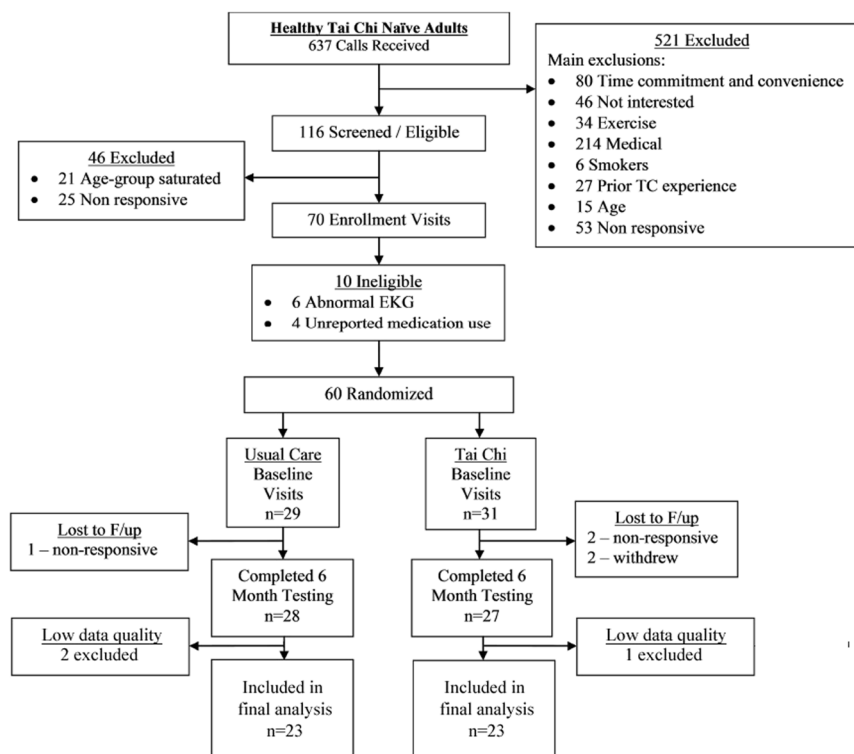 Healthy Tai Chi Naïve Adults
637 Calls Received
521 Excluded
Main exclusions:
• 80 Time commitment and convenience
• 46 Not interested
• 34 Exercise
• 214 Medical
• 6 Smokers
• 27 Prior TC experience
• 15 Age
• 53 Non responsive
116 Screened / Eligible
46 Excluded
• 21 Age-group saturated
• 25 Non responsive
70 Enrollment Visits
10 Ineligible
• 6 Abnormal EKG
• 4 Unreported medication use
60 Randomized
Usual Care
Baseline
Visits
n=29
Tai Chi
Baseline
Visits
n=31
Lost to F/up
1 – non-responsive
Lost to F/up
2 – non-responsive
2 – withdrew
Completed 6
Month Testing
n=28
Completed 6
Month Testing
n=27
Low data quality
2 excluded
Low data quality
1 excluded
Included in
final analysis
n=23
Included in
final analysis
n=23